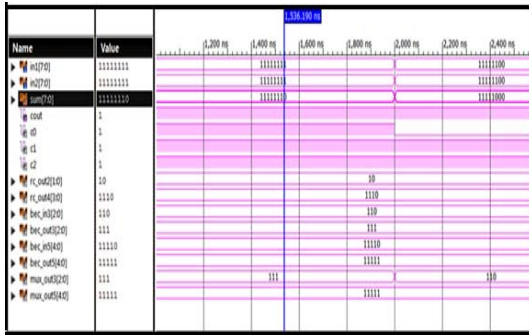 1,536.190 ns
Name Value 1,200 ns 1,400 ns 1,600 ns 1,800 ns 2,000 ns 2,200 ns 2,400 ns
in1[7:0] 11111111 11111111 11111100
in2[7:0] 11111111 11111111 11111100
sum[7:0] 11111110 11111110 11111000
cout 1
c0 1
c1 1
c2 1
rc_out2[1:0] 10 10
rc_out4[3:0] 1110 1110
bec_in3[2:0] 110 110
bec_out3[2:0] 111 111
bec_in5[4:0] 11110 11110
bec_out5[4:0] 11111 11111
mux_out3[2:0] 111 111 110
mux_out5[4:0] 11111 11111